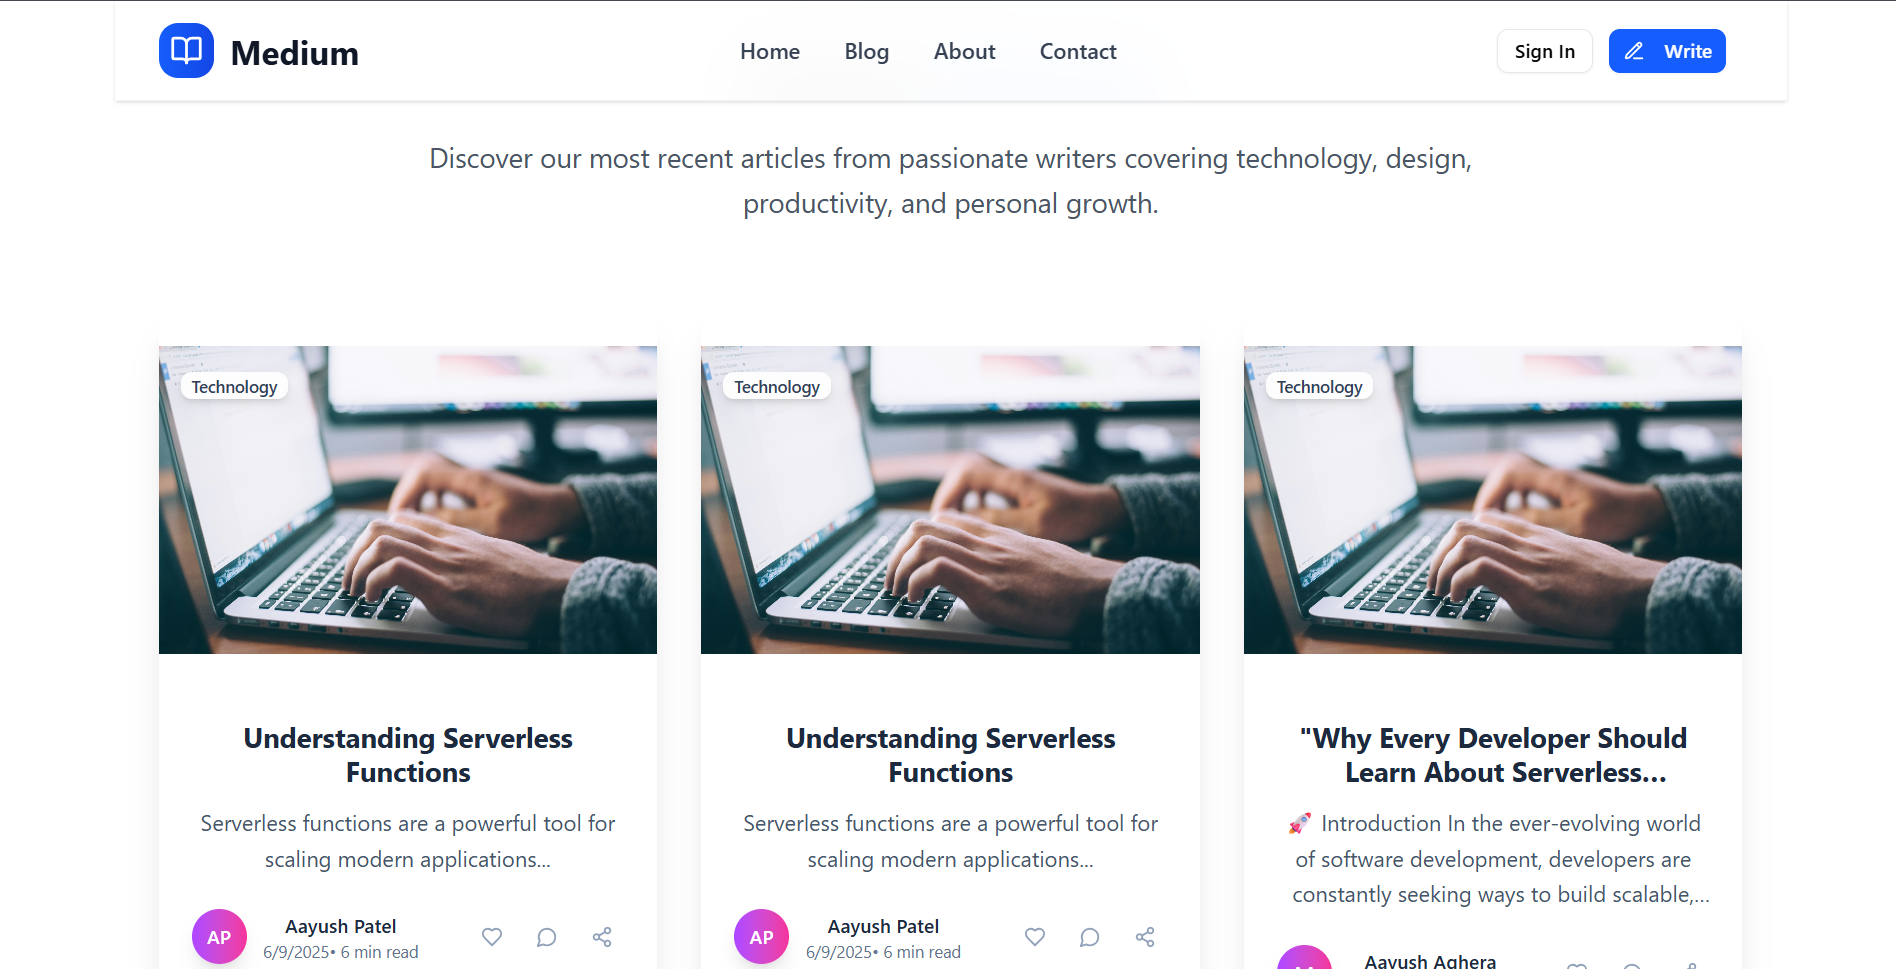 Medium
Home Blog About Contact
Sign In Write
Discover our most recent articles from passionate writers covering technology, design,
productivity, and personal growth.
Technology
Understanding Serverless
Functions
Serverless functions are a powerful tool for
scaling modern applications...
AP Aayush Patel
6/9/2025• 6 min read
Technology
Understanding Serverless
Functions
Serverless functions are a powerful tool for
scaling modern applications...
AP Aayush Patel
6/9/2025• 6 min read
Technology
"Why Every Developer Should
Learn About Serverless...
🚀 Introduction In the ever-evolving world
of software development, developers are
constantly seeking ways to build scalable,...
Aayush Aghera